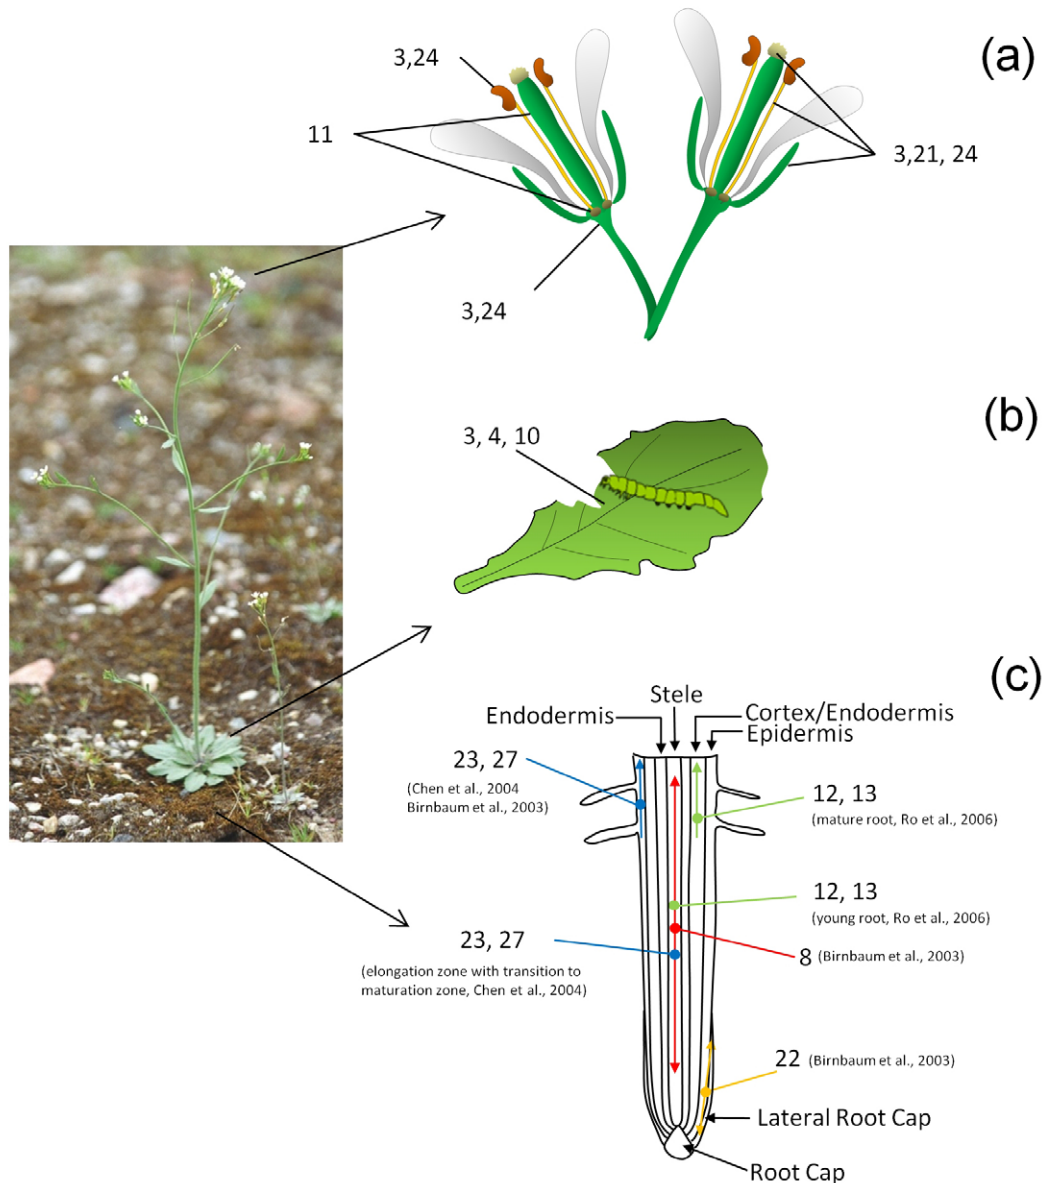 (a)
3,24
11
3,21, 24
3,24
(b)
3, 4, 10
(c)
Stele
Endodermis
Cortex/Endodermis
Epidermis
23, 27
(Chen et al., 2004
Birnbaum et al., 2003)
12, 13
(mature root, Ro et al., 2006)
12, 13
(young root, Ro et al., 2006)
23, 27
(elongation zone with transition to
maturation zone, Chen et al., 2004)
8 (Birnbaum et al., 2003)
22 (Birnbaum et al., 2003)
Lateral Root Cap
Root Cap